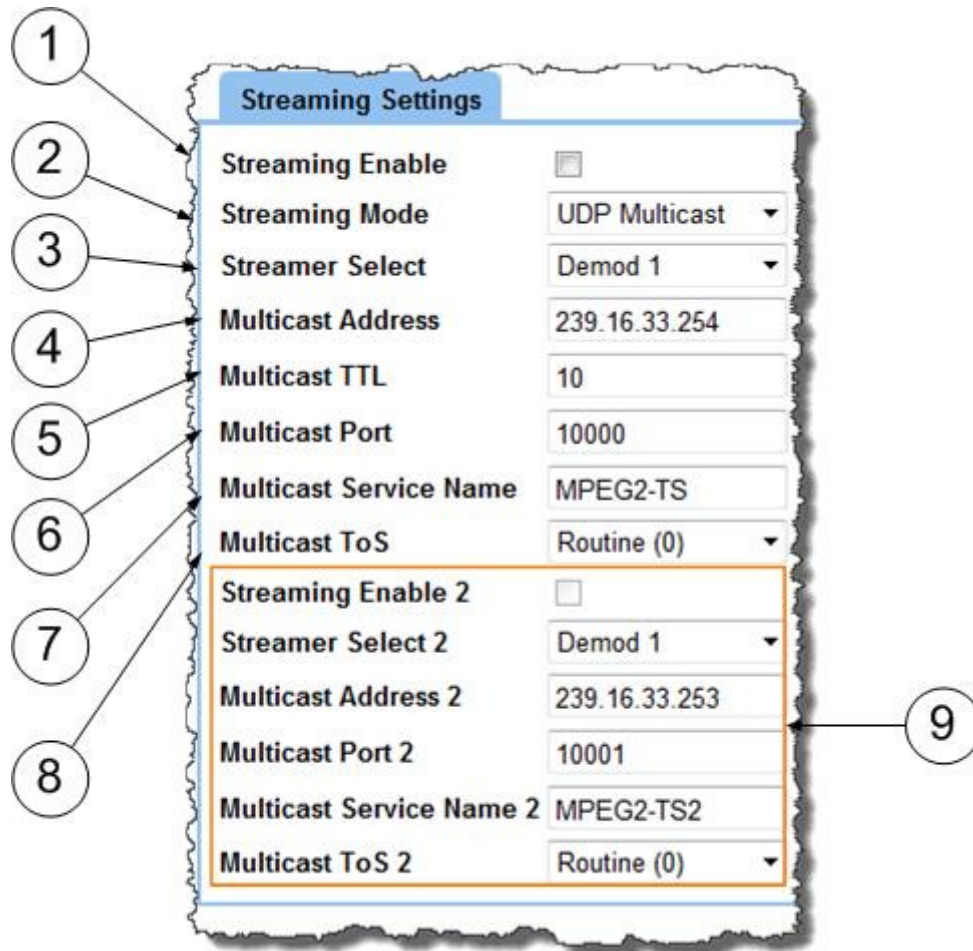 1
Streaming Settings
2
Streaming Enable
Streaming Mode UDP Multicast
3
Streamer Select Demod 1
4
Multicast Address 239.16.33.254
5
Multicast TTL 10
6
Multicast Port 10000
7
Multicast Service Name MPEG2-TS
8
Multicast ToS Routine (0)
Streaming Enable 2
Streamer Select 2 Demod 1
Multicast Address 2 239.16.33.253
9
Multicast Port 2 10001
Multicast Service Name 2 MPEG2-TS2
Multicast ToS 2 Routine (0)